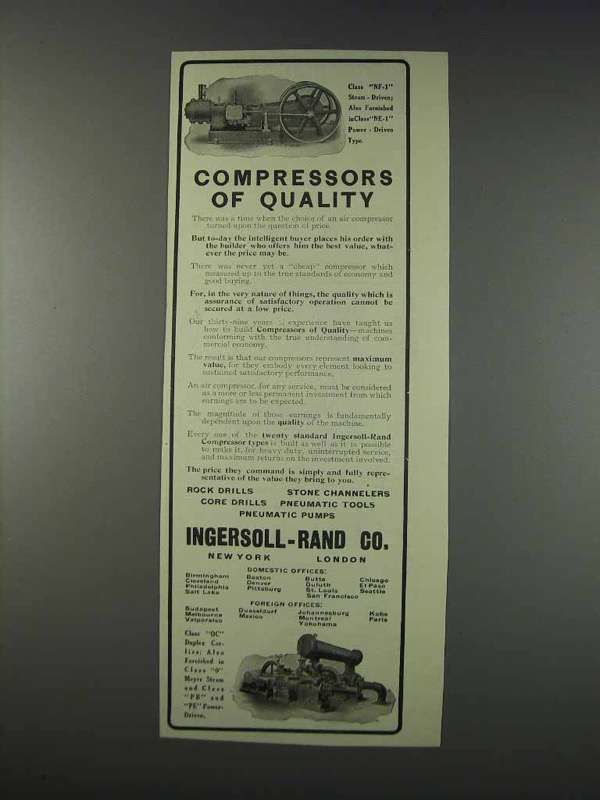 Class "NF-1"
Steam - Driven;
Also Furnished
in Class "NE-1"
Power - Driven
Type.
COMPRESSORS
OF QUALITY
There was a time when the choice of an air compressor
turned upon the question of price.
But to-day the intelligent buyer places his order with
the builder who offers him the best value, what-
ever the price may be.
There was never yet a "cheap" compressor which
measured up to the true standards of economy and
good buying.
For, in the very nature of things, the quality which is
assurance of satisfactory operation cannot be
secured at a low price.
Our thirty-nine years experience have taught us
how to build Compressors of Quality—machines
conforming with the true understanding of com-
mercial economy.
The result is that our compressors represent maximum
value, for they embody every element looking to
sustained satisfactory performance.
An air compressor, for any service, must be considered
as a more or less permanent investment from which
earnings are to be expected.
The magnitude of those earnings is fundamentally
dependent upon the quality of the machine.
Every one of the twenty standard Ingersoll-Rand
Compressor types is built as well as it is possible
to make it, for heavy duty, uninterrupted service,
and maximum returns on the investment involved.
The price they command is simply and fully repre-
sentative of the value they bring to you.
ROCK DRILLS STONE CHANNELERS
CORE DRILLS PNEUMATIC TOOLS
PNEUMATIC PUMPS
INGERSOLL-RAND CO.
NEW YORK LONDON
DOMESTIC OFFICES:
Birmingham Boston Butte Chicago
Cleveland Denver Duluth El Paso
Philadelphia Pittsburg St. Louis Seattle
Salt Lake San Francisco
FOREIGN OFFICES:
Budapest Dusseldorf Johannesburg Kobe
Melbourne Mexico Montreal Paris
Valparaiso Yokohama
Class "OC"
Duplex Cor-
liss; Also
Furnished in
Class "O"
Meyer Steam
and Class
"PB" and
"PE" Power-
Driven.